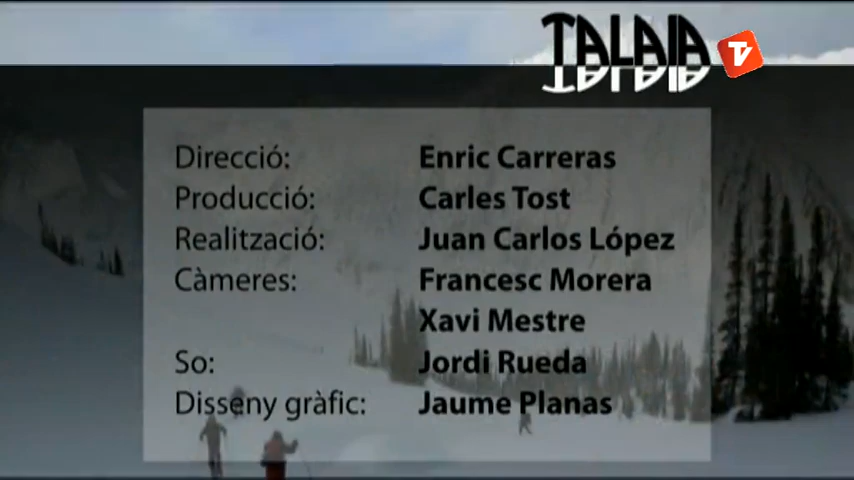 TALAIA
TV
Direcció: Enric Carreras
Producció: Carles Tost
Realització: Juan Carlos López
Càmeres: Francesc Morera
Xavi Mestre
So: Jordi Rueda
Disseny gràfic: Jaume Planas